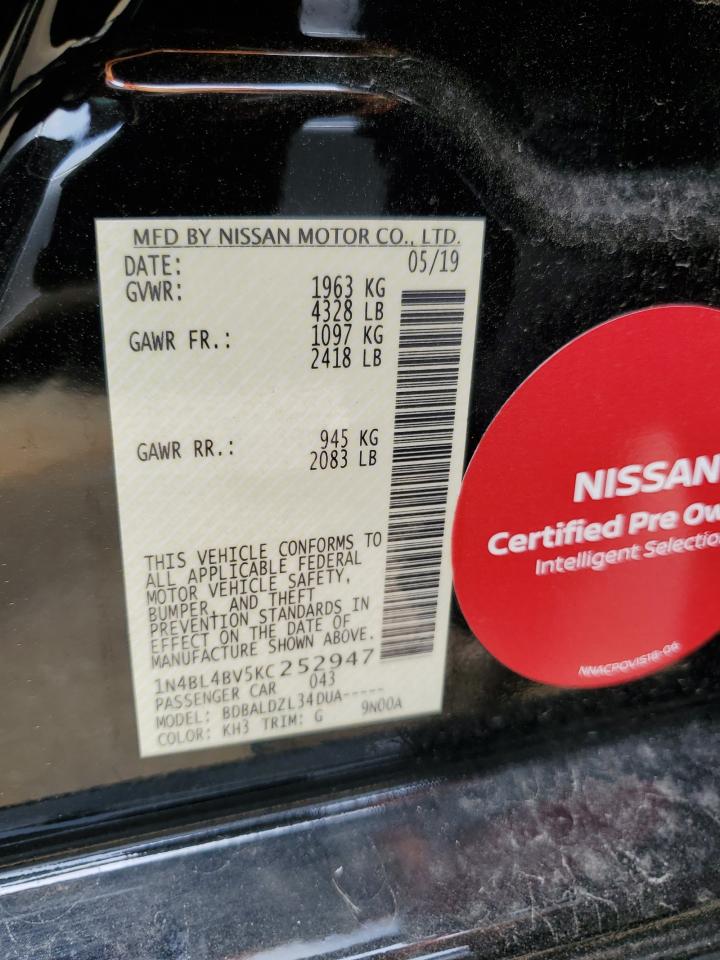 MFD BY NISSAN MOTOR CO., LTD.
DATE: 05/19
GVWR: 1963 KG
4328 LB
GAWR FR.: 1097 KG
2418 LB
GAWR RR.: 945 KG
2083 LB
THIS VEHICLE CONFORMS TO
ALL APPLICABLE FEDERAL
MOTOR VEHICLE SAFETY,
BUMPER, AND THEFT
PREVENTION STANDARDS IN
EFFECT ON THE DATE OF
MANUFACTURE SHOWN ABOVE.
1N4BL4BV5KC252947
PASSENGER CAR 043
MODEL: BDBALDZL34DUA-----
COLOR: KH3 TRIM: G 9N00A
NISSAN
Certified Pre Ow
Intelligent Selectio
NNACPOVIS18-06